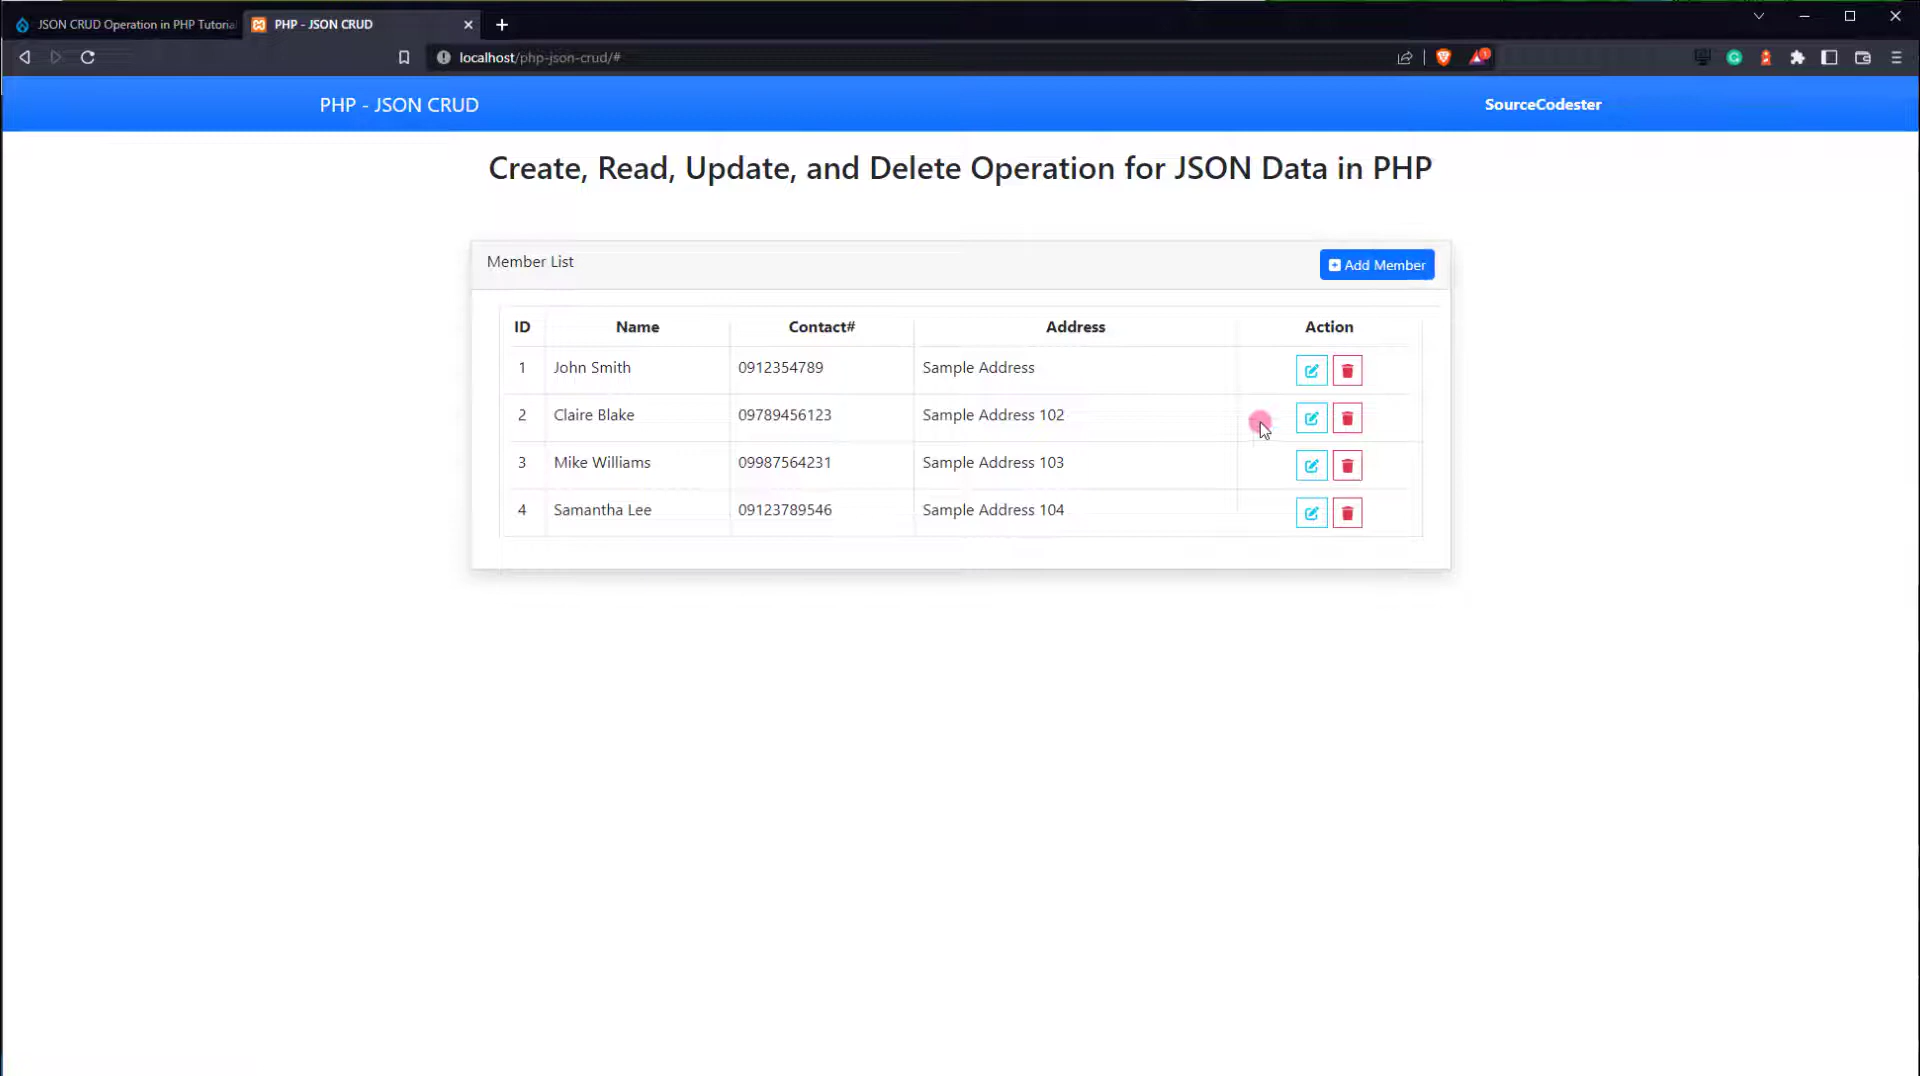 JSON CRUD Operation in PHP Tutoria
PHP - JSON CRUD
localhost/php-json-crud/#
PHP - JSON CRUD
SourceCodester
Create, Read, Update, and Delete Operation for JSON Data in PHP
Member List
Add Member
ID Name Contact# Address Action
1 John Smith 0912354789 Sample Address
2 Claire Blake 09789456123 Sample Address 102
3 Mike Williams 09987564231 Sample Address 103
4 Samantha Lee 09123789546 Sample Address 104